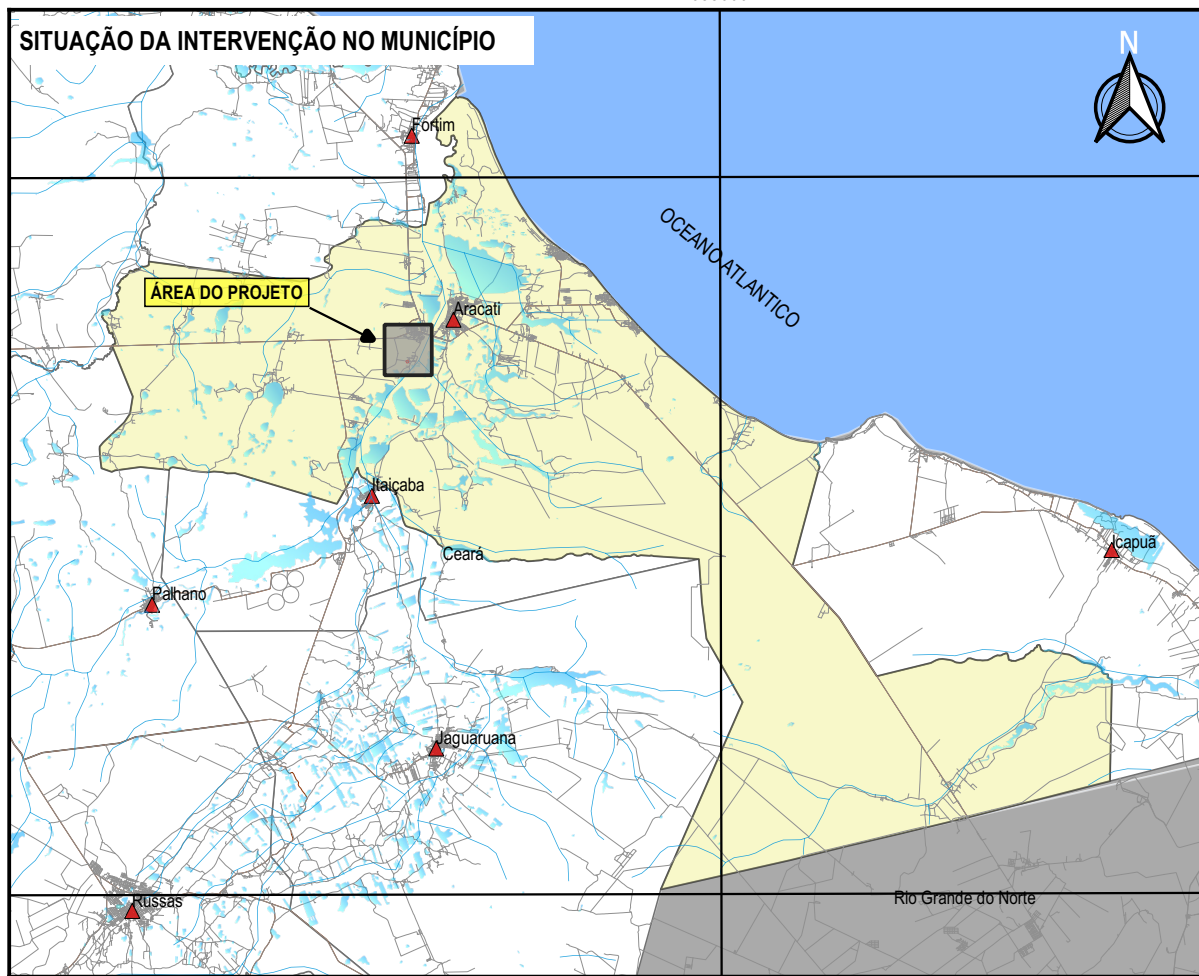 SITUAÇÃO DA INTERVENÇÃO NO MUNICÍPIO
N
Fortim
OCEANO ATLANTICO
ÁREA DO PROJETO
Aracati
Itaiçaba
Ceará
Icapuã
Palhano
Jaguaruana
Russas
Rio Grande do Norte